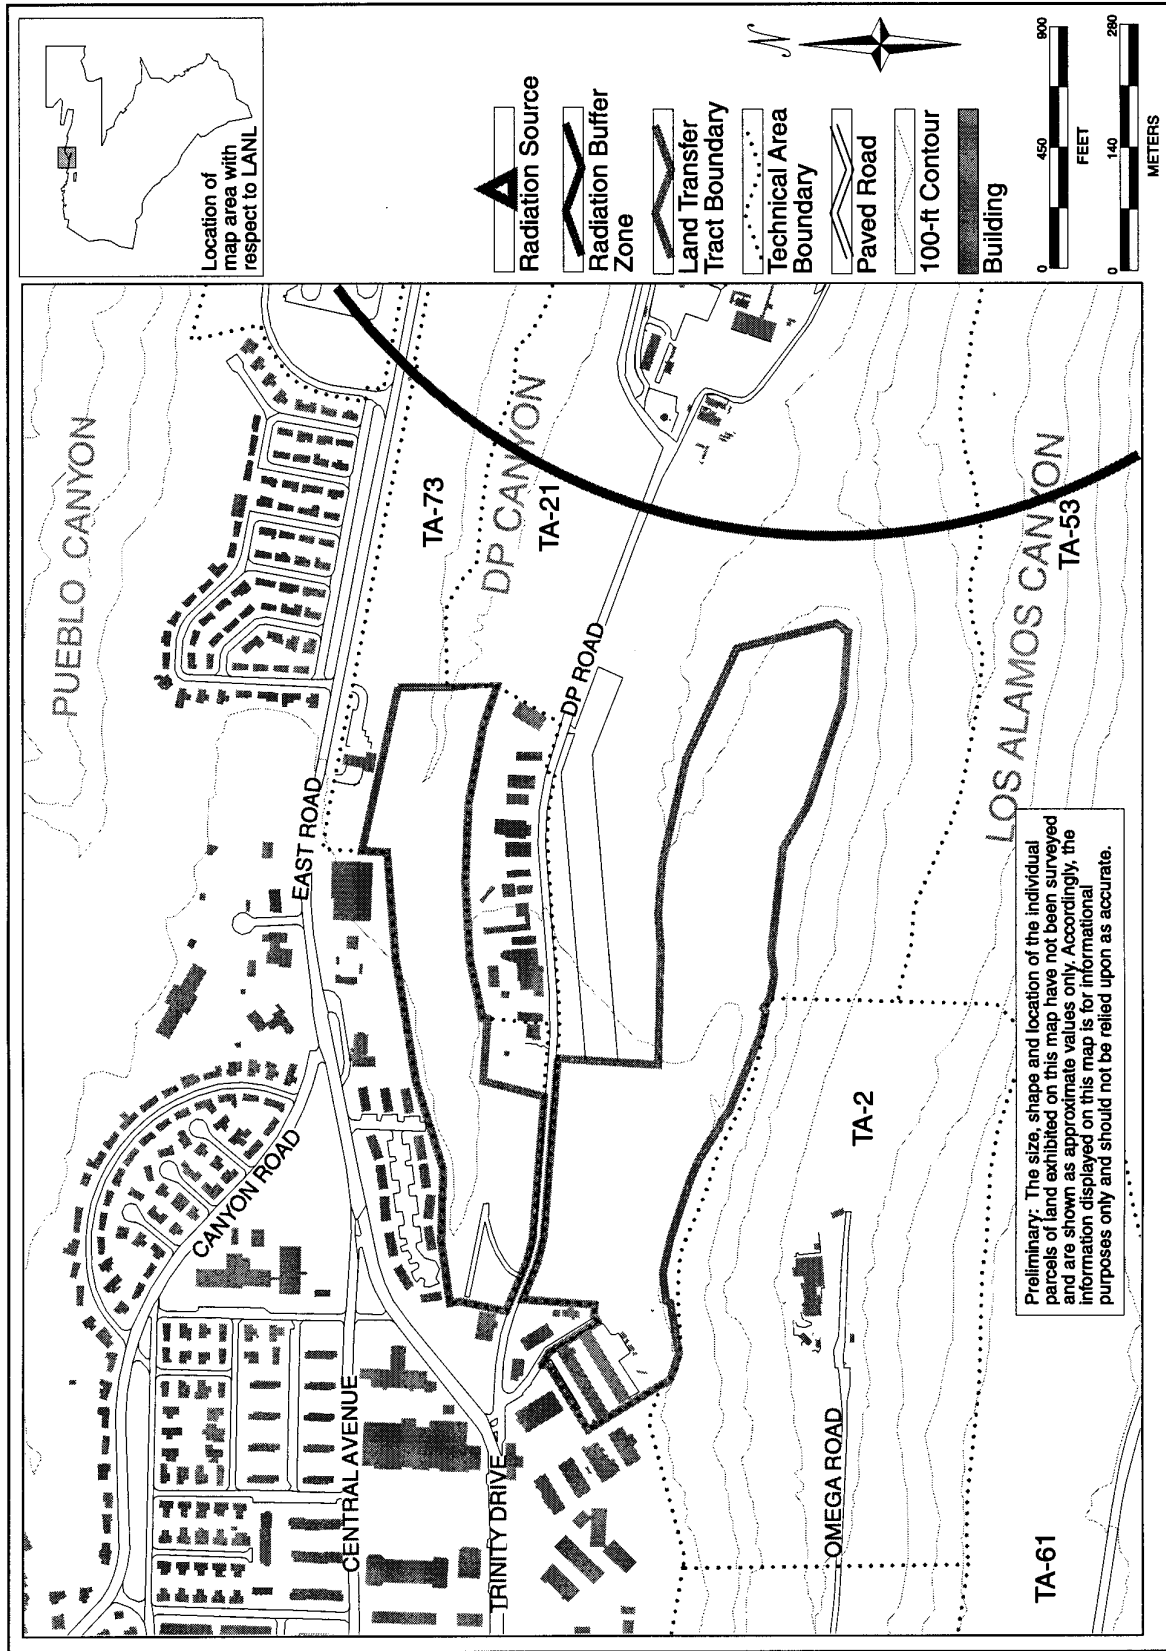 PUEBLO CANYON
EAST ROAD
CANYON ROAD
CENTRAL AVENUE
TRINITY DRIVE
TA-73
DP CANYON
TA-21
DP ROAD
TA-2
OMEGA ROAD
TA-53
LOS ALAMOS CANYON
TA-61
Preliminary: The size, shape and location of the individual
parcels of land exhibited on this map have not been surveyed
and are shown as approximate values only. Accordingly, the
information displayed on this map is for informational
purposes only and should not be relied upon as accurate.
Location of
map area with
respect to LANL
Radiation Source
Radiation Buffer
Zone
Land Transfer
Tract Boundary
Technical Area
Boundary
Paved Road
100-ft Contour
Building
N
0 450 900
FEET
0 140 280
METERS